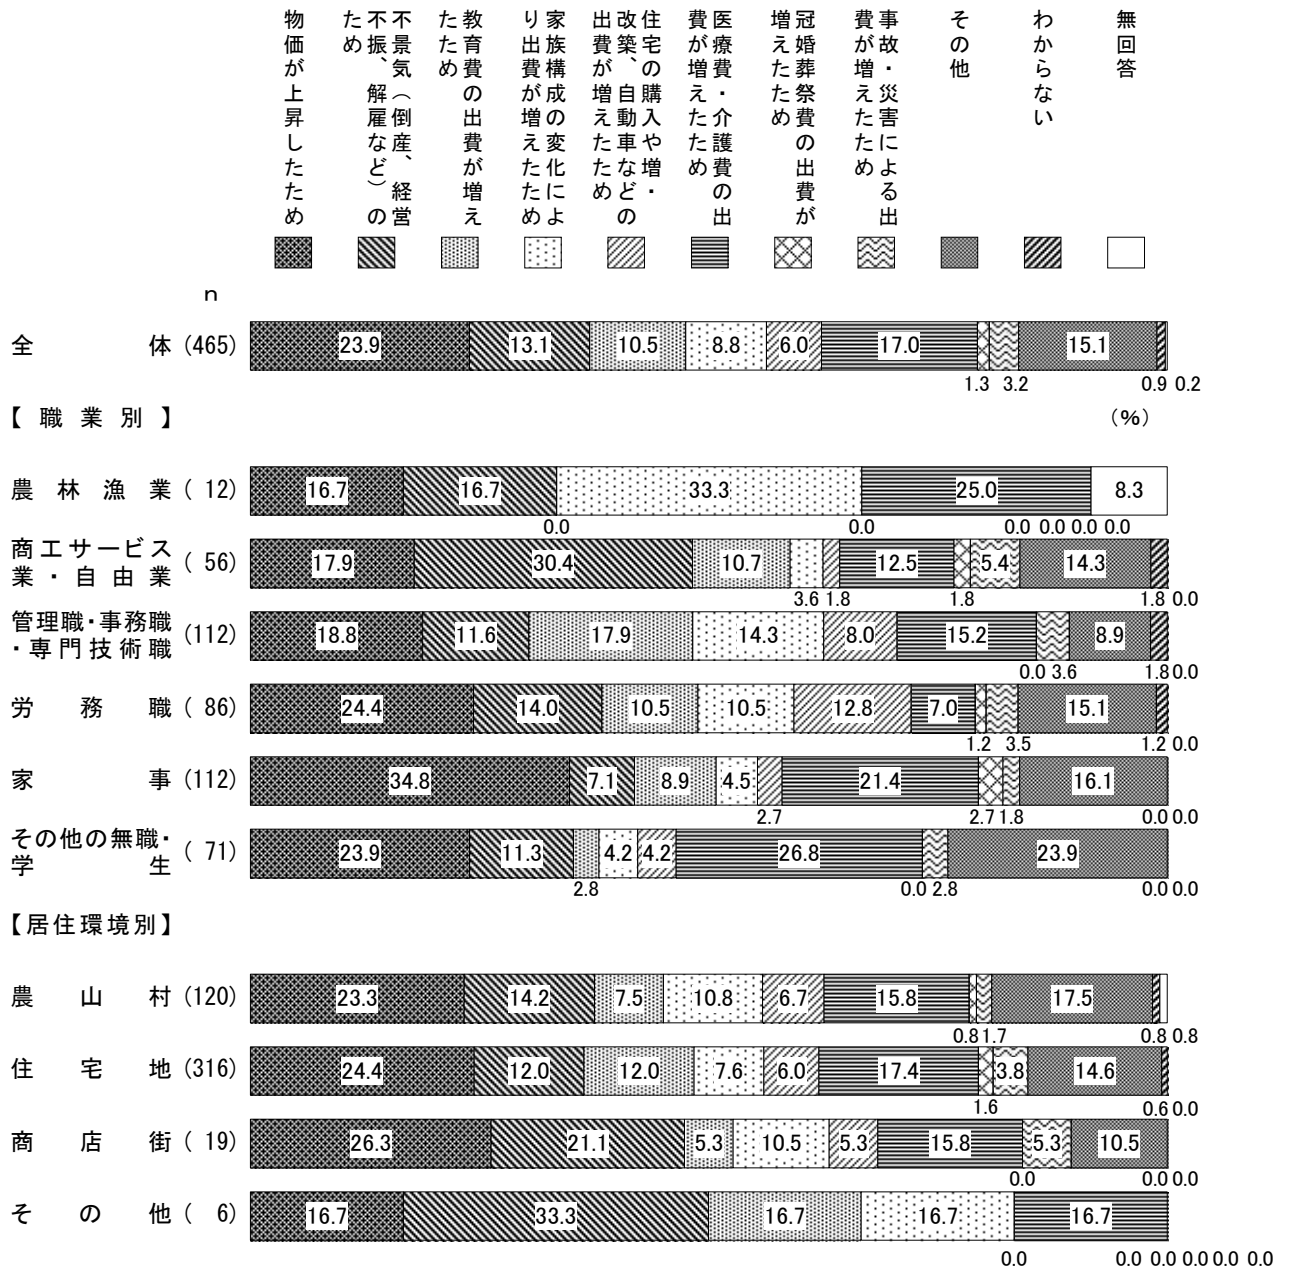 物価が上昇したため
不景気（倒産、経営
不振、解雇など）の
ため
教育費の出費が増え
たため
家族構成の変化によ
り出費が増えたため
住宅の購入や増・
改築、自動車などの
出費が増えたため
医療費・介護費の出
費が増えたため
冠婚葬祭費の出費が
増えたため
事故・災害による出
費が増えたため
その他
わからない
無回答
n
全体(465) 23.9 13.1 10.5 8.8 6.0 17.0 15.1
1.3 3.2 0.9 0.2
【職業別】 (%)
農林漁業( 12) 16.7 16.7 33.3 25.0 8.3
0.0 0.0 0.0 0.0 0.0 0.0
商工サービス
業・自由業( 56) 17.9 30.4 10.7 12.5 5.4 14.3
3.6 1.8 1.8 1.8 0.0
管理職・事務職
・専門技術職(112) 18.8 11.6 17.9 14.3 8.0 15.2 8.9
0.0 3.6 1.8 0.0
労務職( 86) 24.4 14.0 10.5 10.5 12.8 7.0 15.1
1.2 3.5 1.2 0.0
家事(112) 34.8 7.1 8.9 4.5 21.4 16.1
2.7 2.7 1.8 0.0 0.0
その他の無職・
学生( 71) 23.9 11.3 4.2 4.2 26.8 23.9
2.8 0.0 2.8 0.0 0.0
【居住環境別】
農山村(120) 23.3 14.2 7.5 10.8 6.7 15.8 17.5
0.8 1.7 0.8 0.8
住宅地(316) 24.4 12.0 12.0 7.6 6.0 17.4 3.8 14.6
1.6 0.6 0.0
商店街( 19) 26.3 21.1 5.3 10.5 5.3 15.8 5.3 10.5
0.0 0.0 0.0
その他( 6) 16.7 33.3 16.7 16.7 16.7
0.0 0.0 0.0 0.0 0.0 0.0